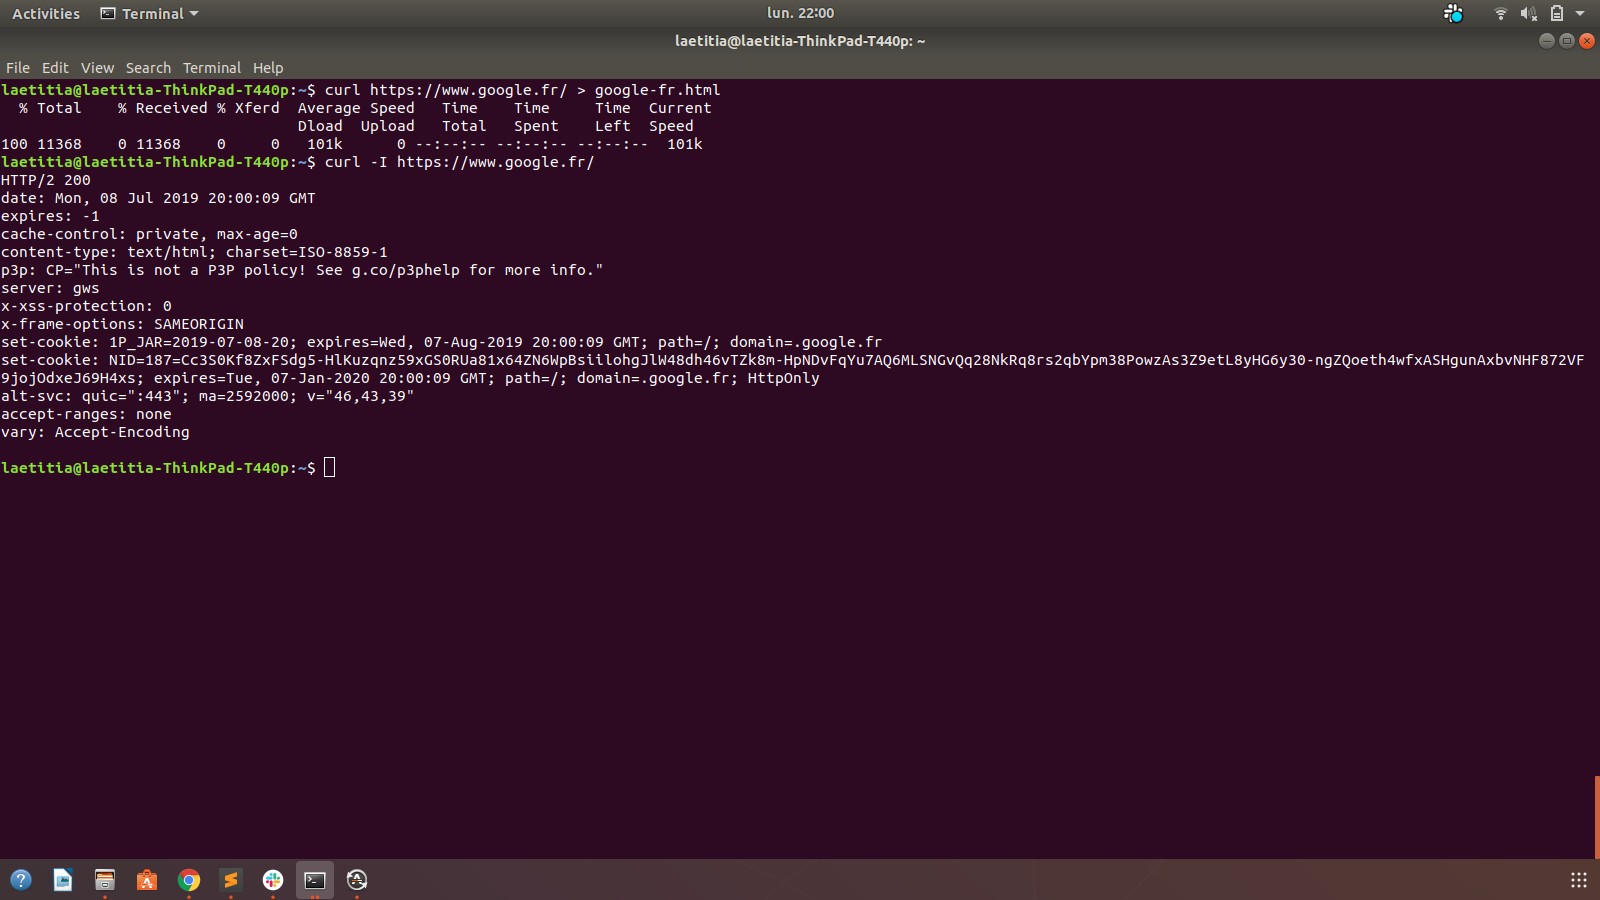 Activities Terminal lun. 22:00
laetitia@laetitia-ThinkPad-T440p: ~
File Edit View Search Terminal Help
laetitia@laetitia-ThinkPad-T440p:~$ curl https://www.google.fr/ > google-fr.html
  % Total    % Received % Xferd  Average Speed   Time    Time     Time  Current
                                 Dload  Upload   Total   Spent    Left  Speed
100 11368    0 11368    0     0   101k      0 --:--:-- --:--:-- --:--:--  101k
laetitia@laetitia-ThinkPad-T440p:~$ curl -I https://www.google.fr/
HTTP/2 200
date: Mon, 08 Jul 2019 20:00:09 GMT
expires: -1
cache-control: private, max-age=0
content-type: text/html; charset=ISO-8859-1
p3p: CP="This is not a P3P policy! See g.co/p3phelp for more info."
server: gws
x-xss-protection: 0
x-frame-options: SAMEORIGIN
set-cookie: 1P_JAR=2019-07-08-20; expires=Wed, 07-Aug-2019 20:00:09 GMT; path=/; domain=.google.fr
set-cookie: NID=187=Cc3S0Kf8ZxFSdg5-HlKuzqnz59xGS0RUa81x64ZN6WpBsiilohgJlW48dh46vTZk8m-HpNDvFqYu7AQ6MLSNGvQq28NkRq8rs2qbYpm38PowzAs3Z9etL8yHG6y30-ngZQoeth4wfxASHgunAxbvNHF872VF
9jojOdxeJ69H4xs; expires=Tue, 07-Jan-2020 20:00:09 GMT; path=/; domain=.google.fr; HttpOnly
alt-svc: quic=":443"; ma=2592000; v="46,43,39"
accept-ranges: none
vary: Accept-Encoding
laetitia@laetitia-ThinkPad-T440p:~$